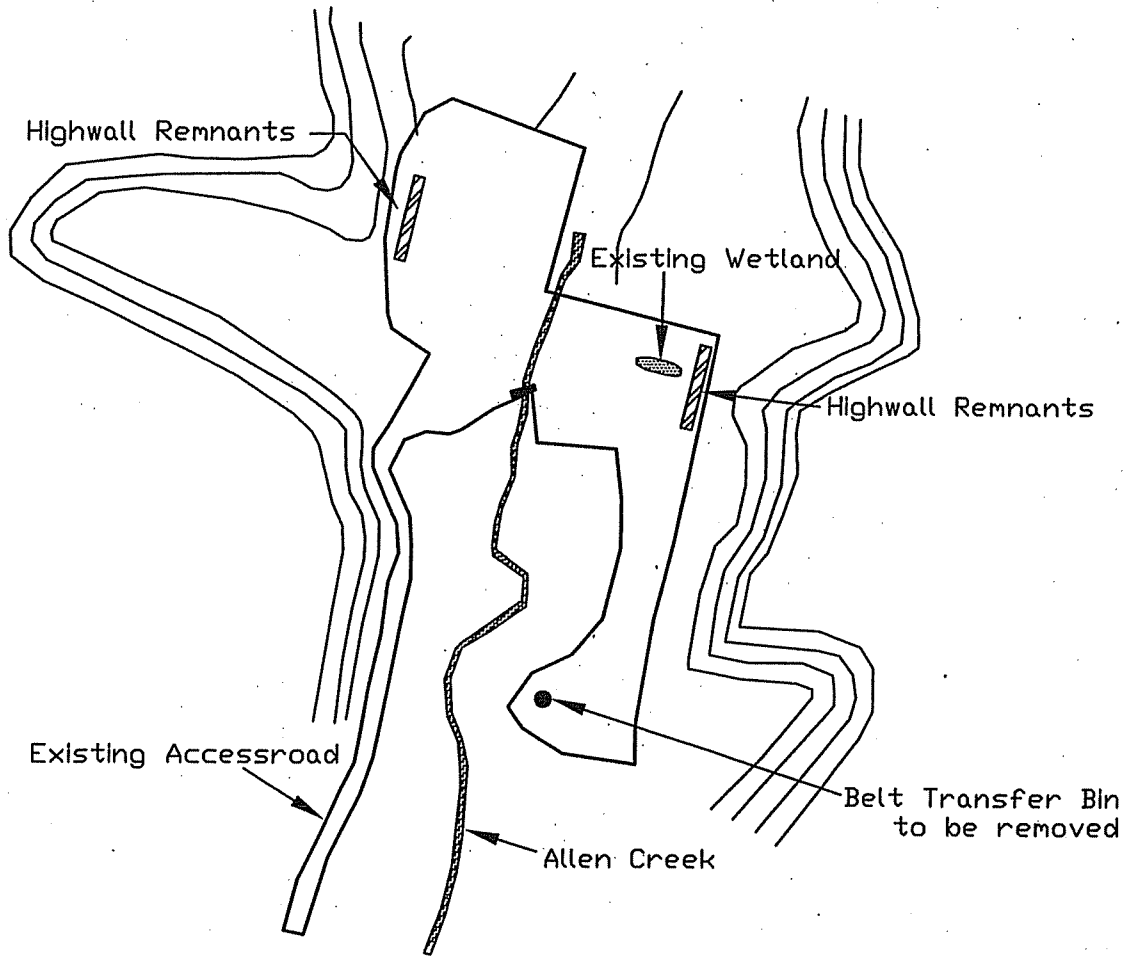 Highwall Remnants
Existing Wetland
Highwall Remnants
Existing Accessroad
Belt Transfer Bin
to be removed
Allen Creek